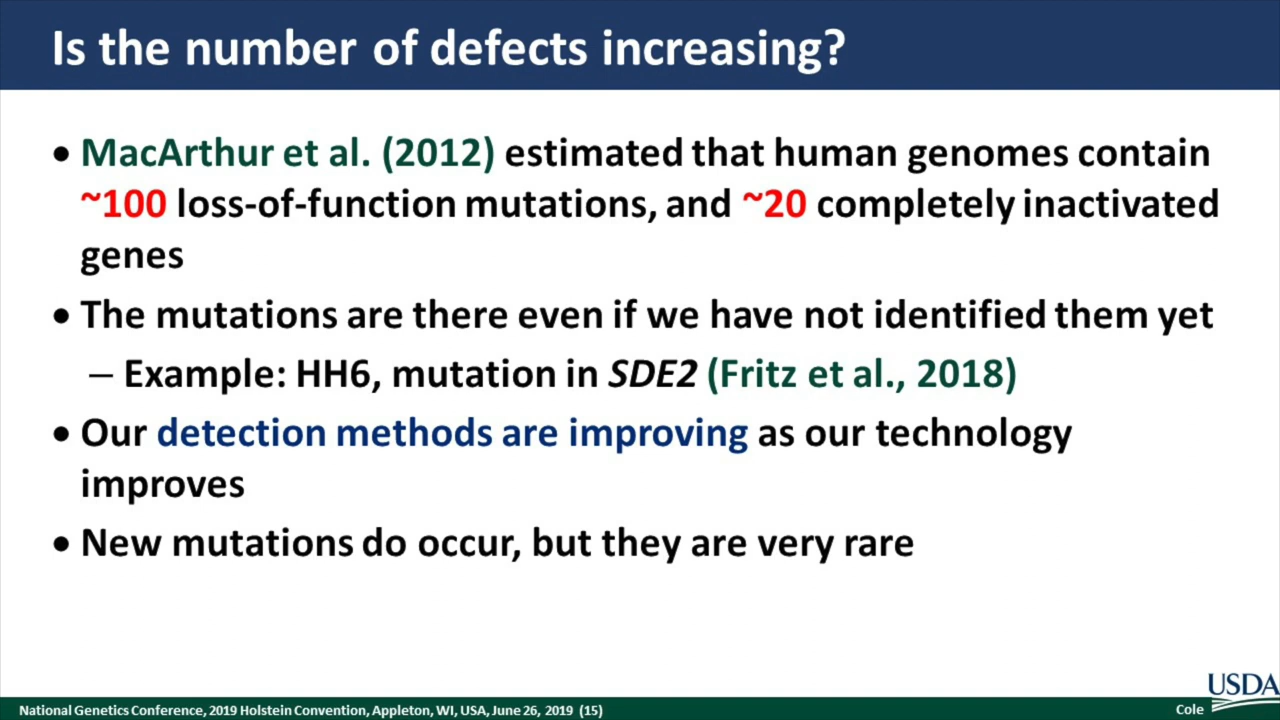 Is the number of defects increasing?
• MacArthur et al. (2012) estimated that human genomes contain
~100 loss-of-function mutations, and ~20 completely inactivated
genes
• The mutations are there even if we have not identified them yet
– Example: HH6, mutation in SDE2 (Fritz et al., 2018)
• Our detection methods are improving as our technology
improves
• New mutations do occur, but they are very rare
USDA
National Genetics Conference, 2019 Holstein Convention, Appleton, WI, USA, June 26, 2019 (15)
Cole